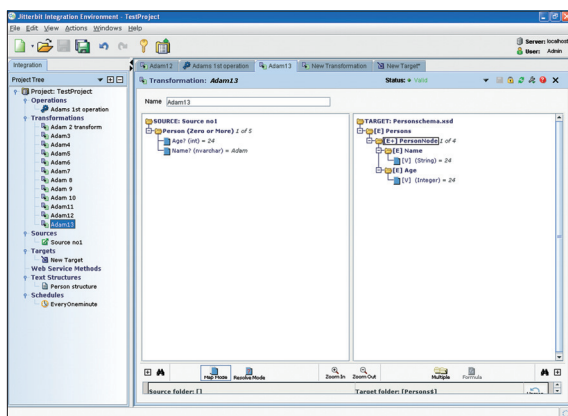 Jitterbit Integration Environment - TestProject
File Edit View Actions Windows Help
Server: localhost
User: Admin
Integration
Adam12 Adams 1st operation Adam13 New Transformation New Target*
Project Tree
Transformation: Adam13 Status: Valid
Project: TestProject
Operations
Adams 1st operation
Transformations
Adam 2 transform
Adam3
Adam4
Adam5
Adam6
Adam7
Adam 8
Adam 9
Adam 10
Adam11
Adam12
Adam13
Sources
Source no1
Targets
New Target
Web Service Methods
Text Structures
Person structure
Schedules
EveryOneminute
Name Adam13
SOURCE: Source no1
Person (Zero or More) 1 of 5
Age? (int) = 24
Name? (nvarchar) = Adam
TARGET: Personschema.xsd
[E] Persons
[E+] PersonNode 1 of 4
[E] Name
[V] (String) = 24
[E] Age
[V] (Integer) = 24
Map Mode Resolve Mode Zoom In Zoom Out Multiple Formula
Source folder: [] Target folder: [Persons$]